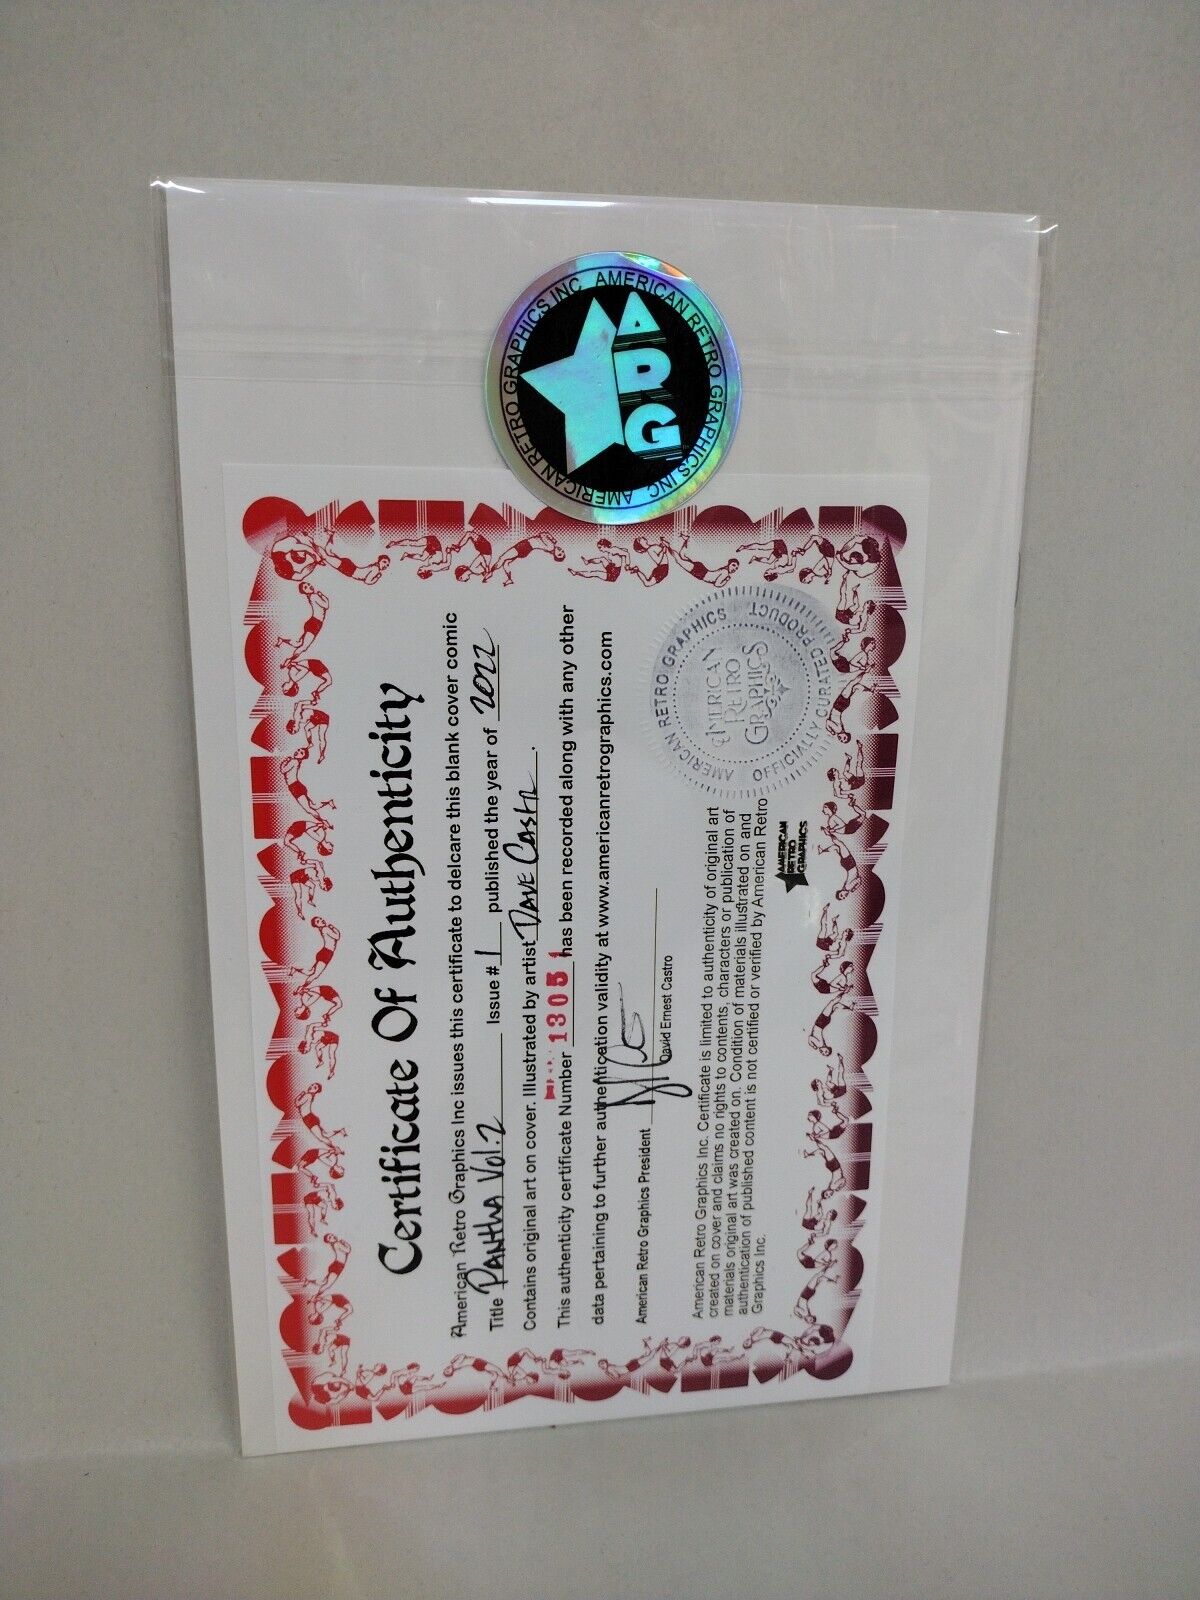 AMERICAN RETRO GRAPHICS INC AMERICAN RETRO GRAPHICS INC
ARG
Certificate Of Authenticity
American Retro Graphics Inc issues this certificate to delcare this blank cover comic
Title Pantha Vol.2 Issue # 1 published the year of 2022
Contains original art on cover. Illustrated by artist Dave Castr.
This authenticity certificate Number 1305 has been recorded along with any other
data pertaining to further authentication validity at www.americanretrographics.com
American Retro Graphics President
David Ernest Castro
American Retro Graphics Inc. Certificate is limited to authenticity of original art
created on cover and claims no rights to contents, characters or publication of
materials original art was created on. Condition of materials illustrated on and
authentication of published content is not certified or verified by American Retro
Graphics Inc.
AMERICAN
RETRO
GRAPHICS
AMERICAN RETRO GRAPHICS
OFFICIALLY CURATED PRODUCT
AMERICAN
RETRO
GRAPHICS